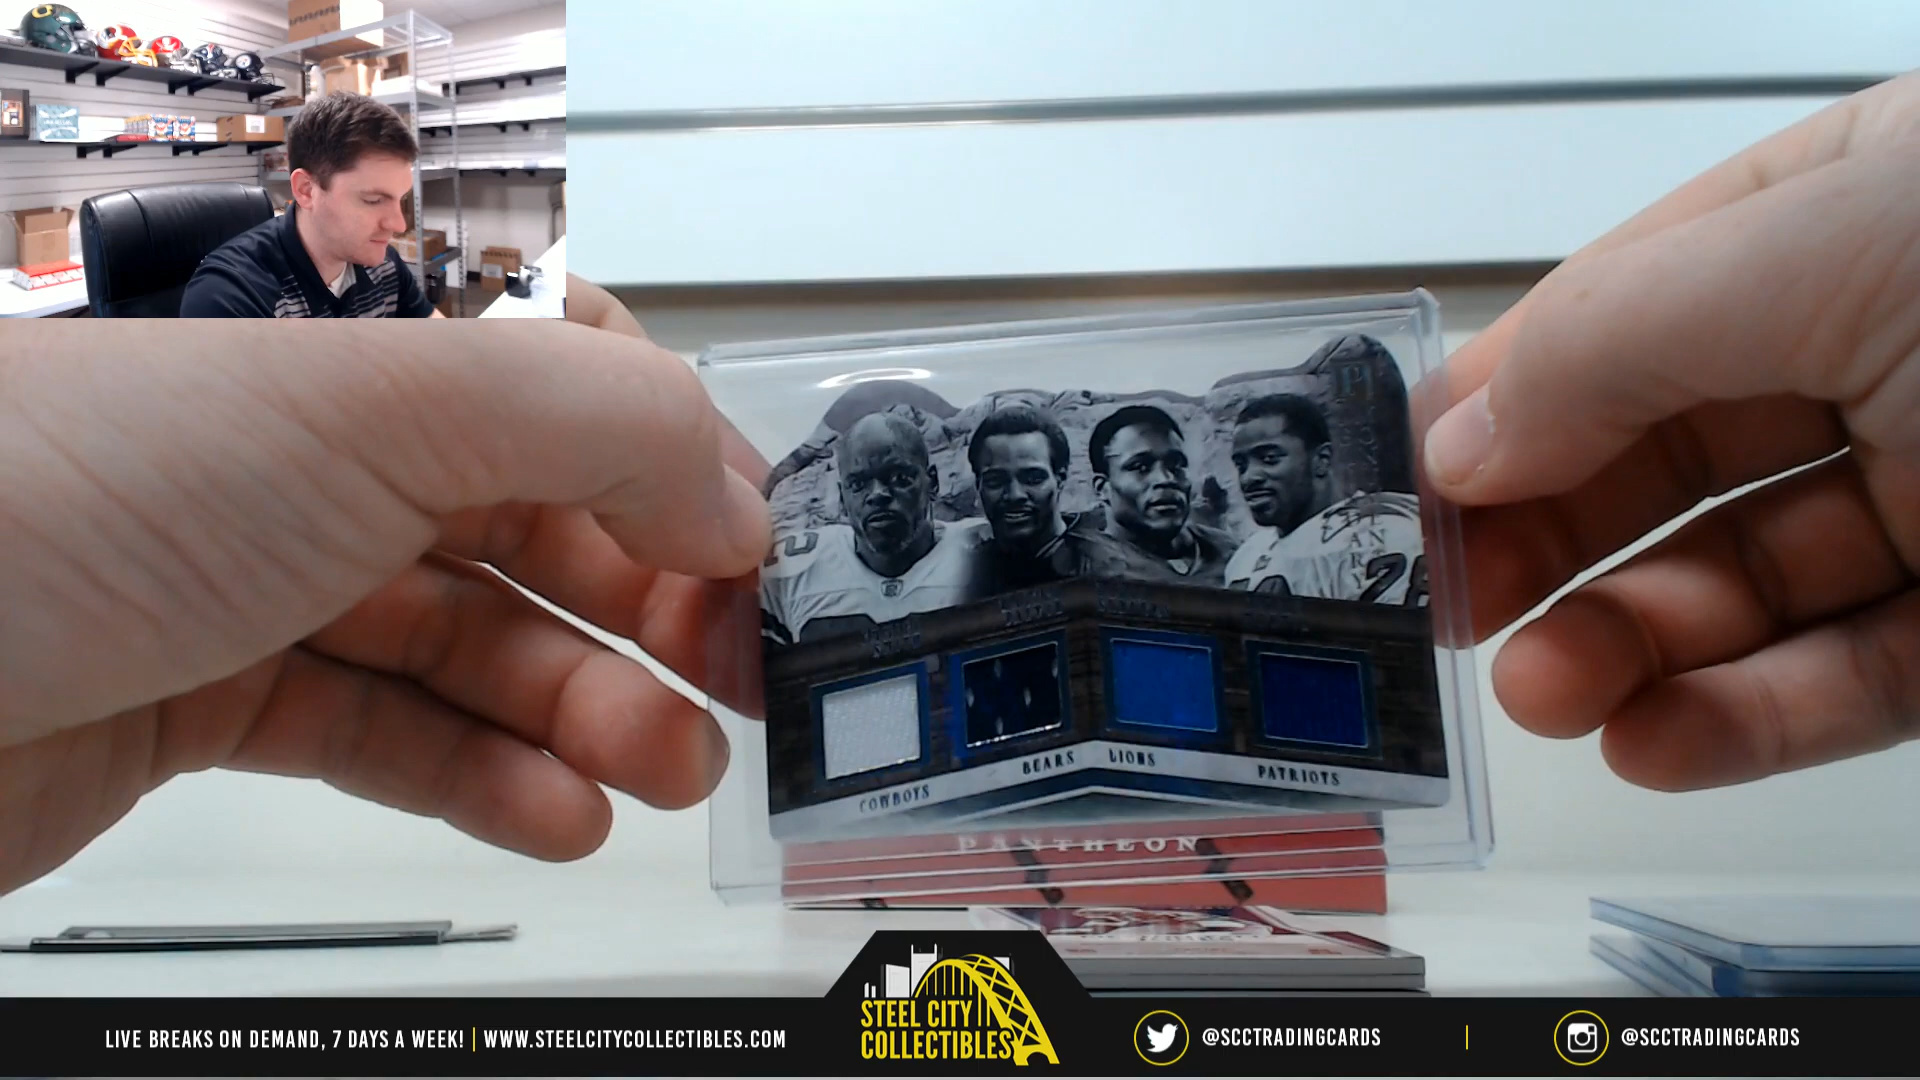 COWBOYS
BEARS
LIONS
PATRIOTS
PANTHEON
LIVE BREAKS ON DEMAND, 7 DAYS A WEEK! | WWW.STEELCITYCOLLECTIBLES.COM
STEEL CITY
COLLECTIBLES
@SCCTRADINGCARDS
@SCCTRADINGCARDS